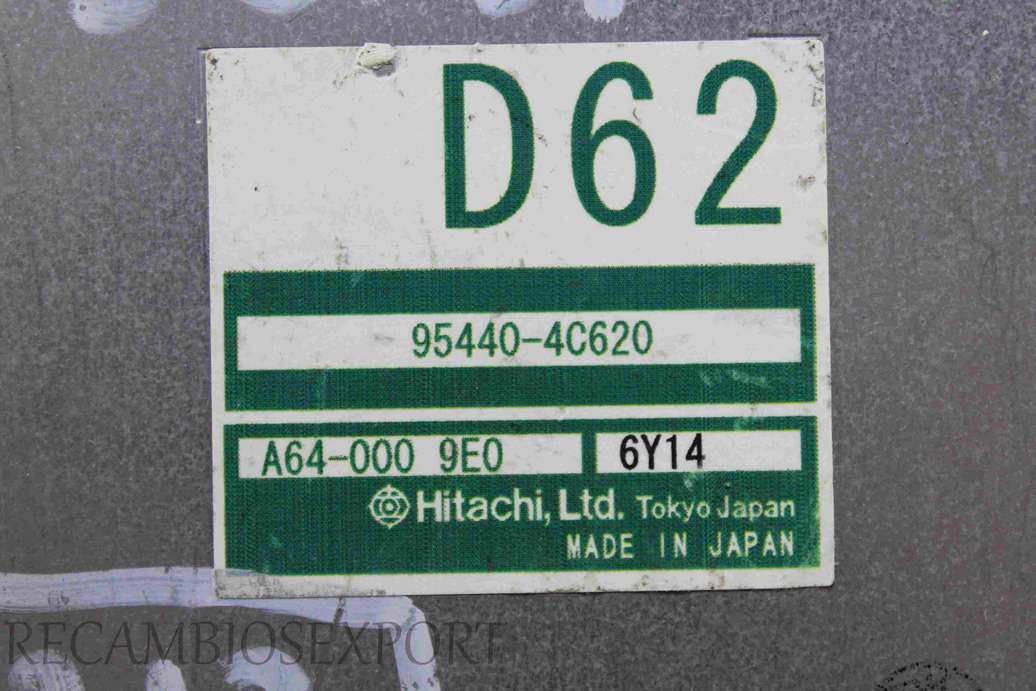 D62
95440-4C620
A64-000 9E0 6Y14
Hitachi, Ltd. Tokyo Japan
MADE IN JAPAN
RECAMBIOSEXPORT